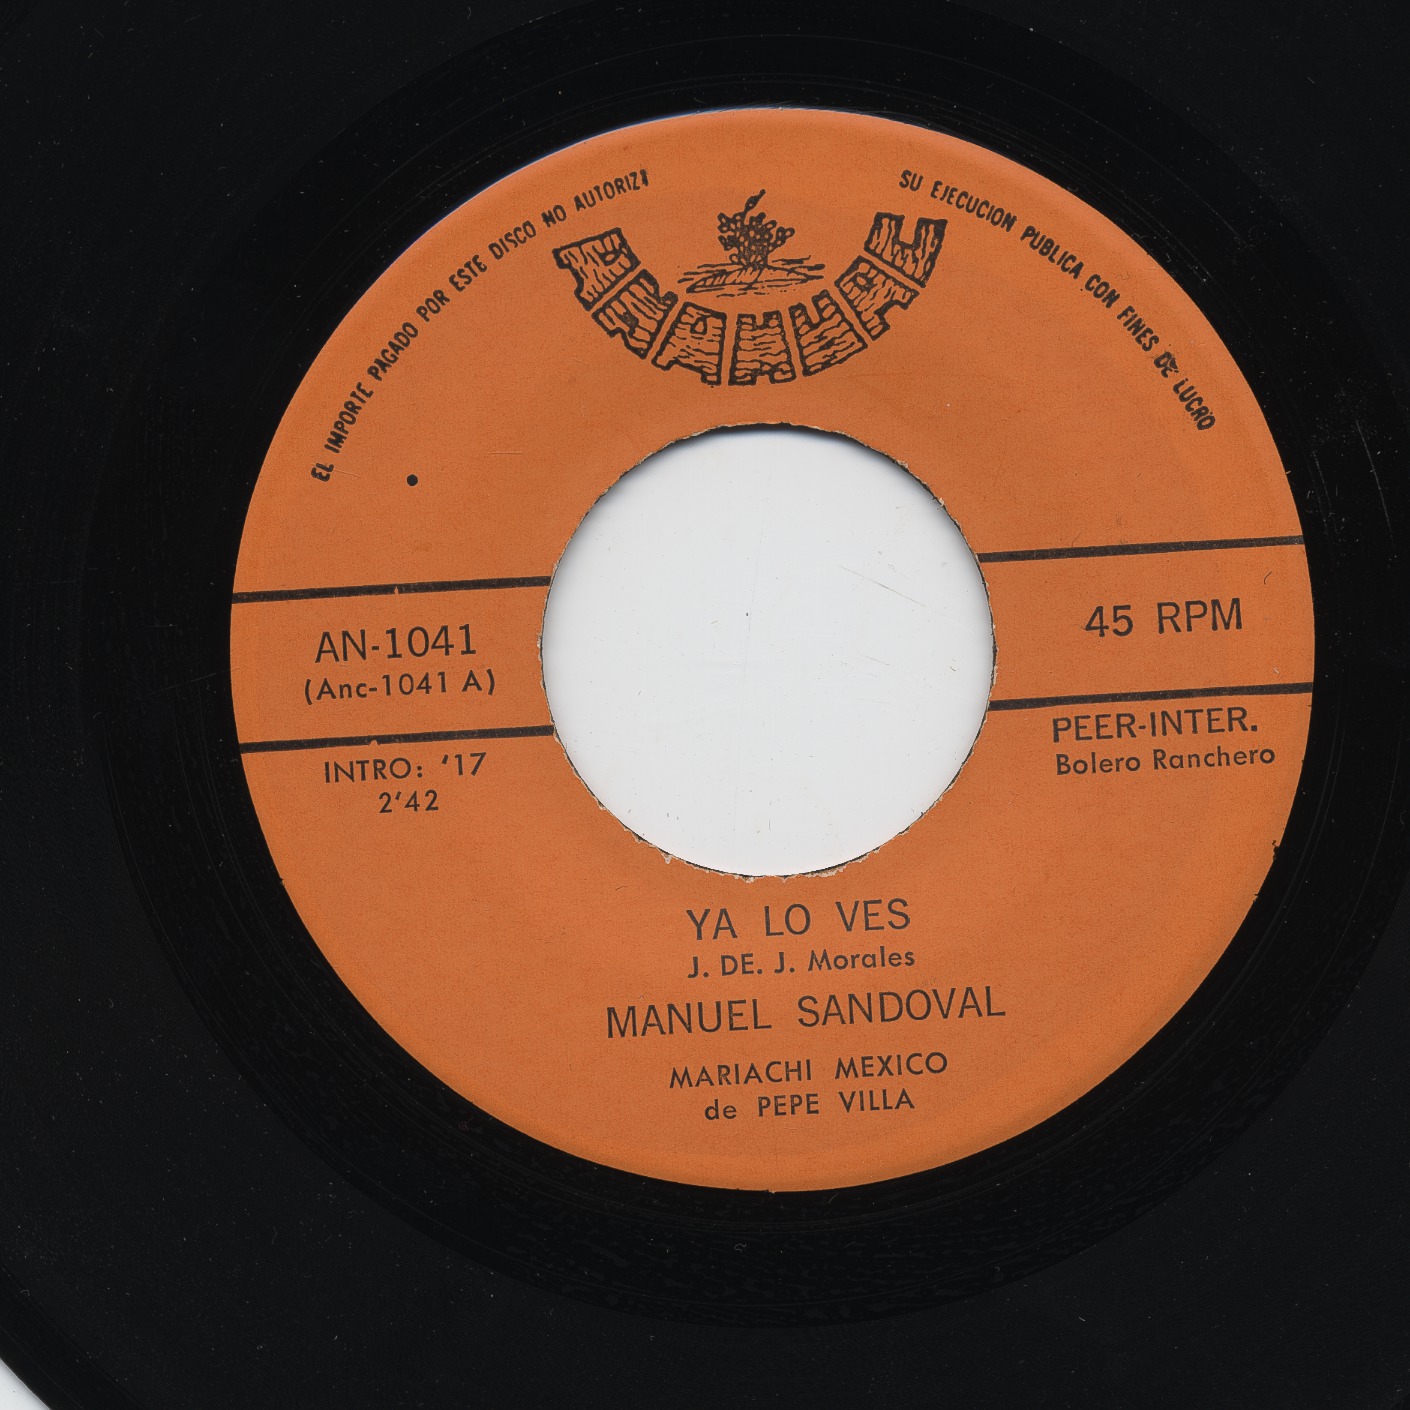 EL IMPORTE PAGADO POR ESTE DISCO NO AUTORIZA
SU EJECUCION PUBLICA CON FINES DE LUCRO
AN-1041
(Anc-1041 A)
45 RPM
INTRO: '17
2'42
PEER-INTER.
Bolero Ranchero
YA LO VES
J. DE. J. Morales
MANUEL SANDOVAL
MARIACHI MEXICO
de PEPE VILLA